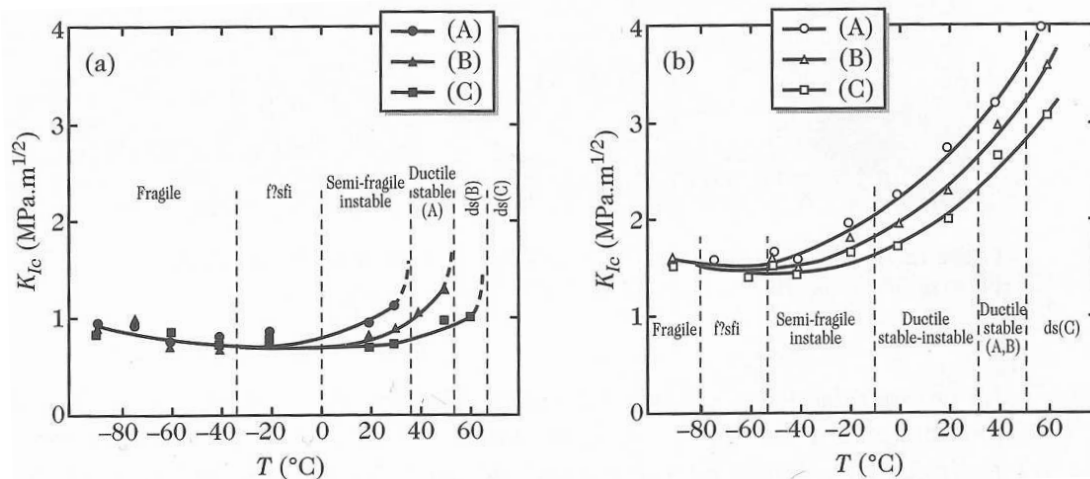 4
(a)
(A)
(B)
(C)
3
K_Ic (MPa.m^1/2)
2
1
0
Fragile
f?sfi
Semi-fragile
instable
Ductile
stable
(A)
ds(B)
ds(C)
−80 −60 −40 −20 0 20 40 60
T (°C)
4
(b)
(A)
(B)
(C)
3
K_Ic (MPa.m^1/2)
2
1
0
Fragile
f?sfi
Semi-fragile
instable
Ductile
stable-instable
Ductile
stable
(A,B)
ds(C)
−80 −60 −40 −20 0 20 40 60
T (°C)